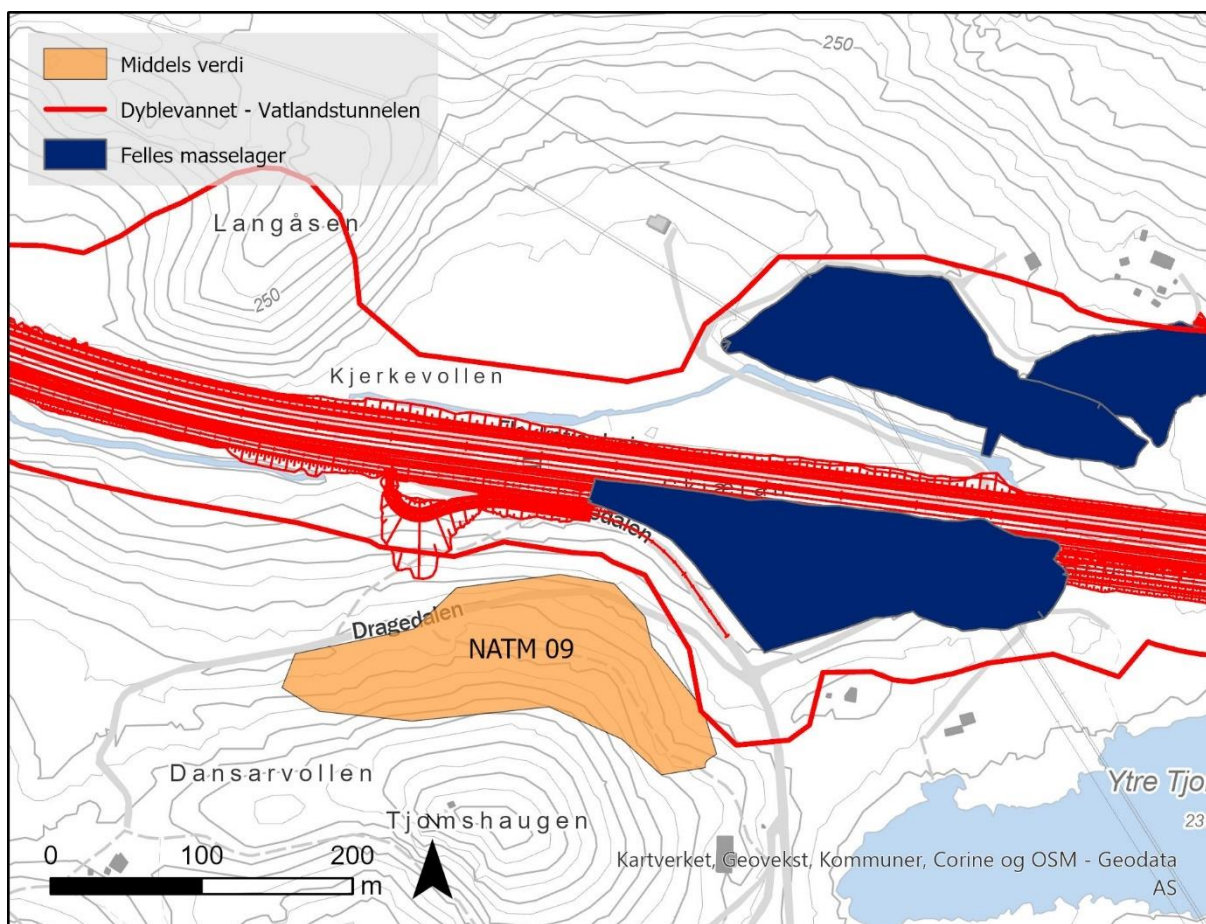 Middels verdi
Dyblevannet - Vatlandstunnelen
Felles masselager
250
Langåsen
250
Kjerkevollen
Dragedalen
NATM 09
Dansarvollen
Tjomshaugen
Ytre Tjo
23
0 100 200
m
Kartverket, Geovekst, Kommuner, Corine og OSM - Geodata
AS